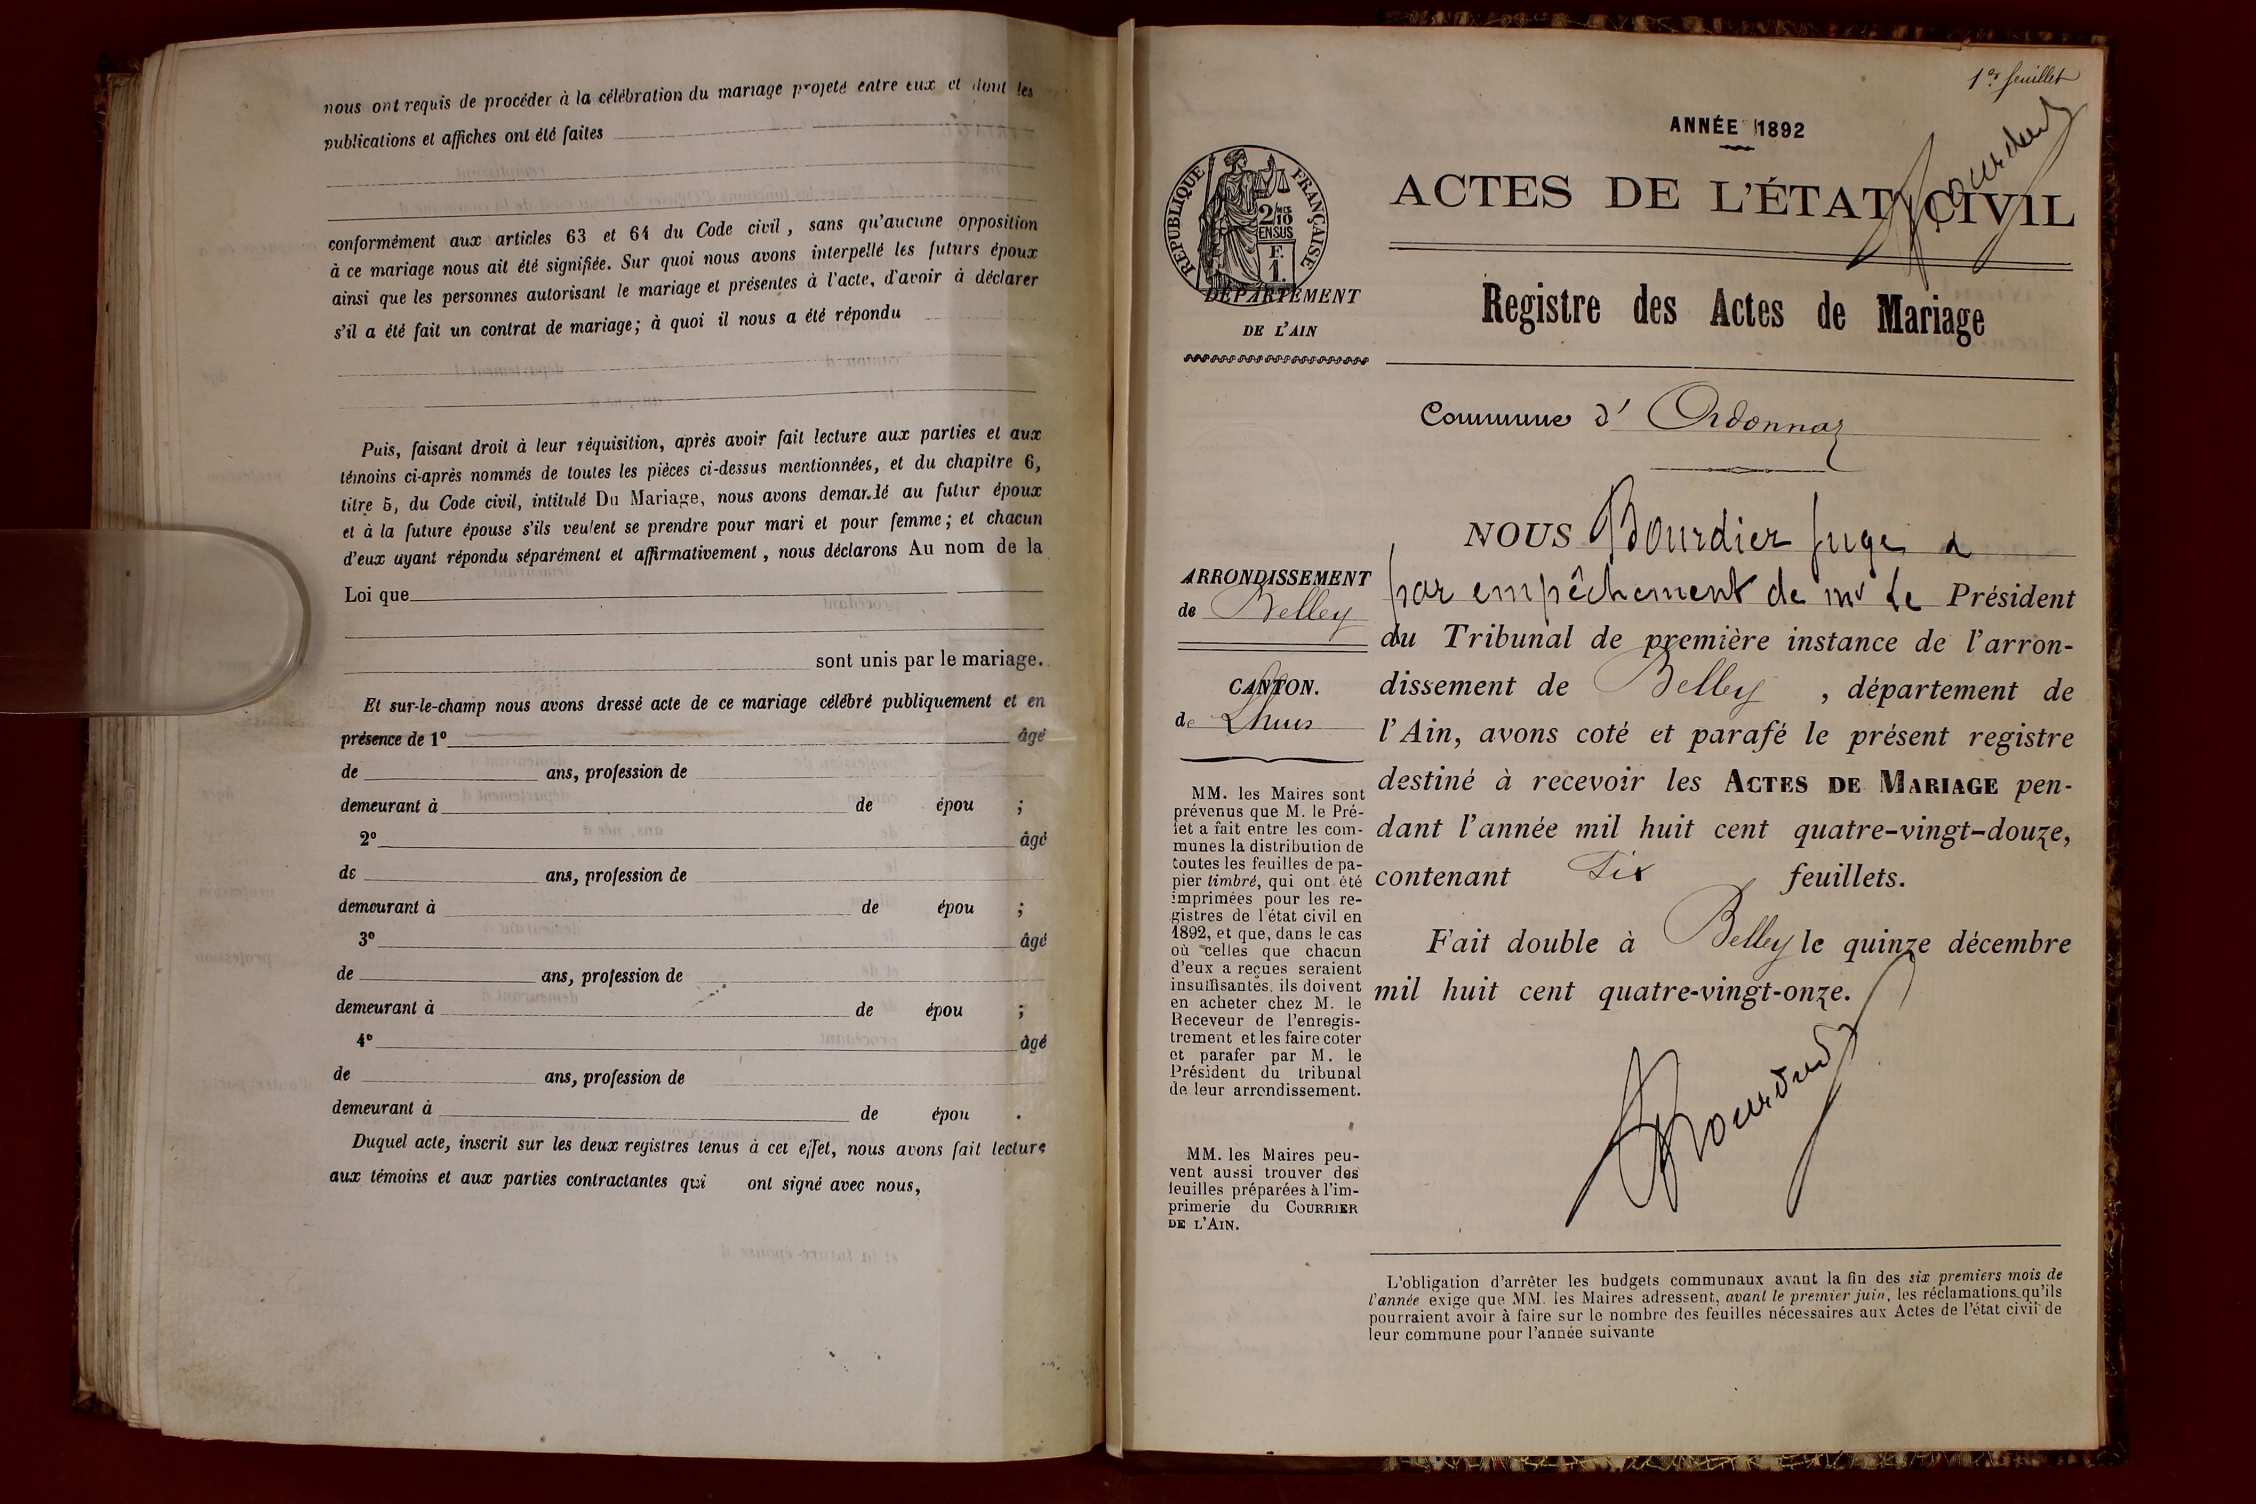 nous ont requis de procéder à la célébration du mariage projeté entre eux et dont les
publications et affiches ont été faites
conformément aux articles 63 et 64 du Code civil, sans qu'aucune opposition
à ce mariage nous ait été signifiée. Sur quoi nous avons interpellé les futurs époux
ainsi que les personnes autorisant le mariage et présentes à l'acte, d'avoir à déclarer
s'il a été fait un contrat de mariage; à quoi il nous a été répondu
Puis, faisant droit à leur réquisition, après avoir fait lecture aux parties et aux
témoins ci-après nommés de toutes les pièces ci-dessus mentionnées, et du chapitre 6,
titre 5, du Code civil, intitulé Du Mariage, nous avons demandé au futur époux
et à la future épouse s'ils veulent se prendre pour mari et pour femme; et chacun
d'eux ayant répondu séparément et affirmativement, nous déclarons Au nom de la
Loi que
sont unis par le mariage.
Et sur-le-champ nous avons dressé acte de ce mariage célébré publiquement et en
présence de 1º âgé
de ans, profession de
demeurant à de épou ;
2º âgé
de ans, profession de
demeurant à de épou ;
3º âgé
de ans, profession de
demeurant à de épou ;
4º âgé
de ans, profession de
demeurant à de épou .
Duquel acte, inscrit sur les deux registres tenus à cet effet, nous avons fait lecture
aux témoins et aux parties contractantes qui ont signé avec nous,
1er feuillet
ANNÉE 1892
Bourdier
ACTES DE L'ÉTAT CIVIL
RÉPUBLIQUE FRANÇAISE
2/10
EN SUS
F.
1.
DÉPARTEMENT
DE L'AIN
Registre des Actes de Mariage
Commune d' Ordonnaz
ARRONDISSEMENT
de Belley
CANTON.
de Lhuis
MM. les Maires sont
prévenus que M. le Pré-
fet a fait entre les com-
munes la distribution de
toutes les feuilles de pa-
pier timbré, qui ont été
imprimées pour les re-
gistres de l'état civil en
1892, et que, dans le cas
où celles que chacun
d'eux a reçues seraient
insuffisantes, ils doivent
en acheter chez M. le
Receveur de l'enregis-
trement et les faire coter
et parafer par M. le
Président du tribunal
de leur arrondissement.
MM. les Maires peu-
vent aussi trouver des
feuilles préparées à l'im-
primerie du COURRIER
DE L'AIN.
NOUS Bourdier juge
par empêchement de mr le Président
du Tribunal de première instance de l'arron-
dissement de Belley , département de
l'Ain, avons coté et parafé le présent registre
destiné à recevoir les ACTES DE MARIAGE pen-
dant l'année mil huit cent quatre-vingt-douze,
contenant Six feuillets.
Fait double à Belley le quinze décembre
mil huit cent quatre-vingt-onze.
Bourdier
L'obligation d'arrêter les budgets communaux avant la fin des six premiers mois de
l'année exige que MM. les Maires adressent, avant le premier juin, les réclamations qu'ils
pourraient avoir à faire sur le nombre des feuilles nécessaires aux Actes de l'état civil de
leur commune pour l'année suivante